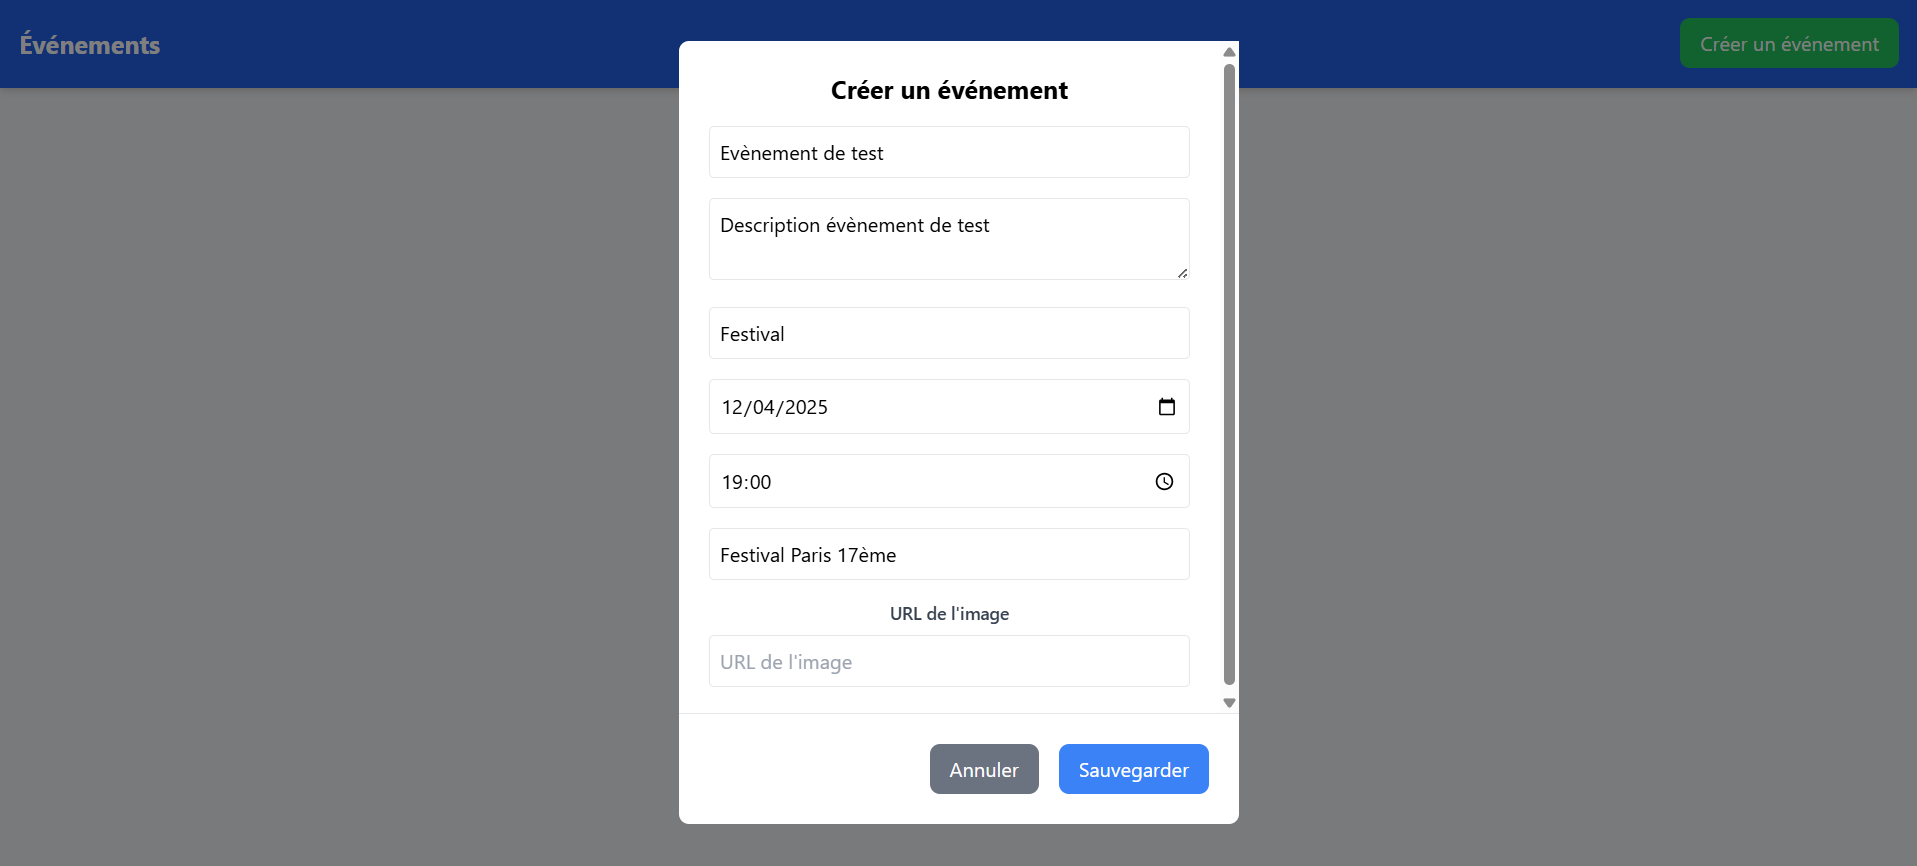 Événements
Créer un événement
Créer un événement
Evènement de test
Description évènement de test
Festival
12/04/2025
19:00
Festival Paris 17ème
URL de l'image
URL de l'image
Annuler
Sauvegarder